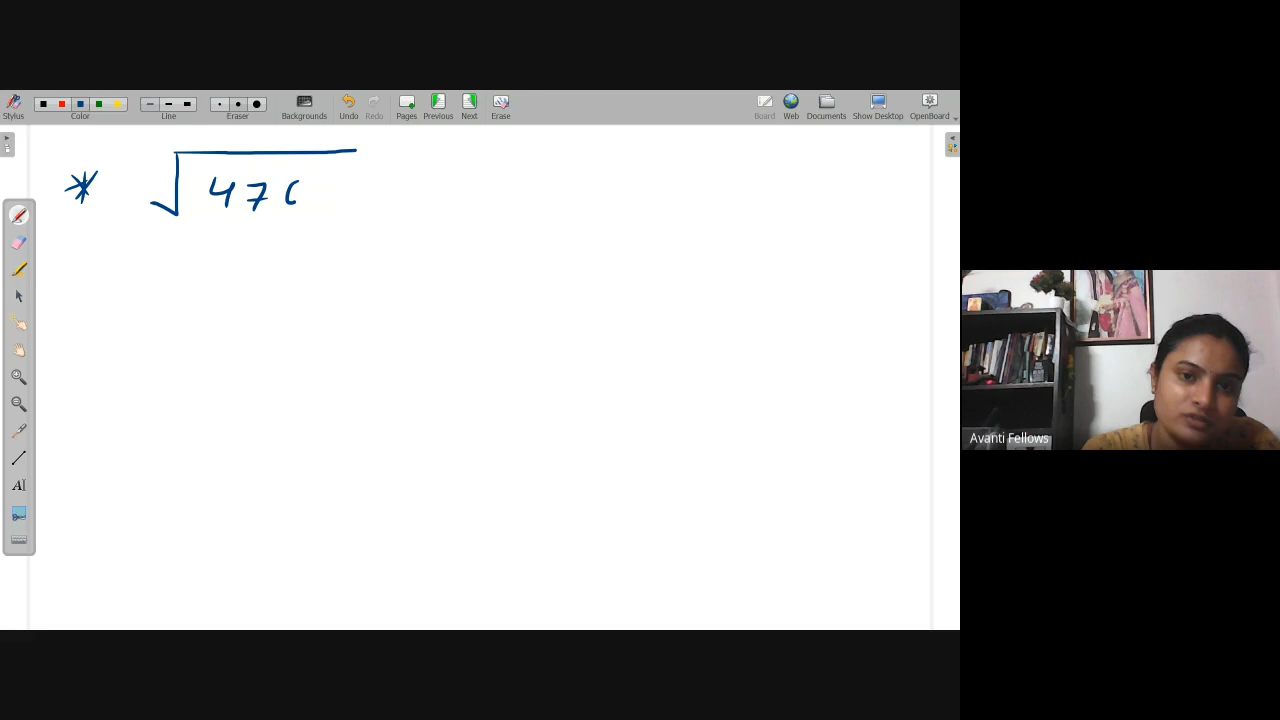 Stylus Color Line Eraser Backgrounds Undo Redo Pages Previous Next Erase Board Web Documents Show Desktop OpenBoard
* √47
Avanti Fellows